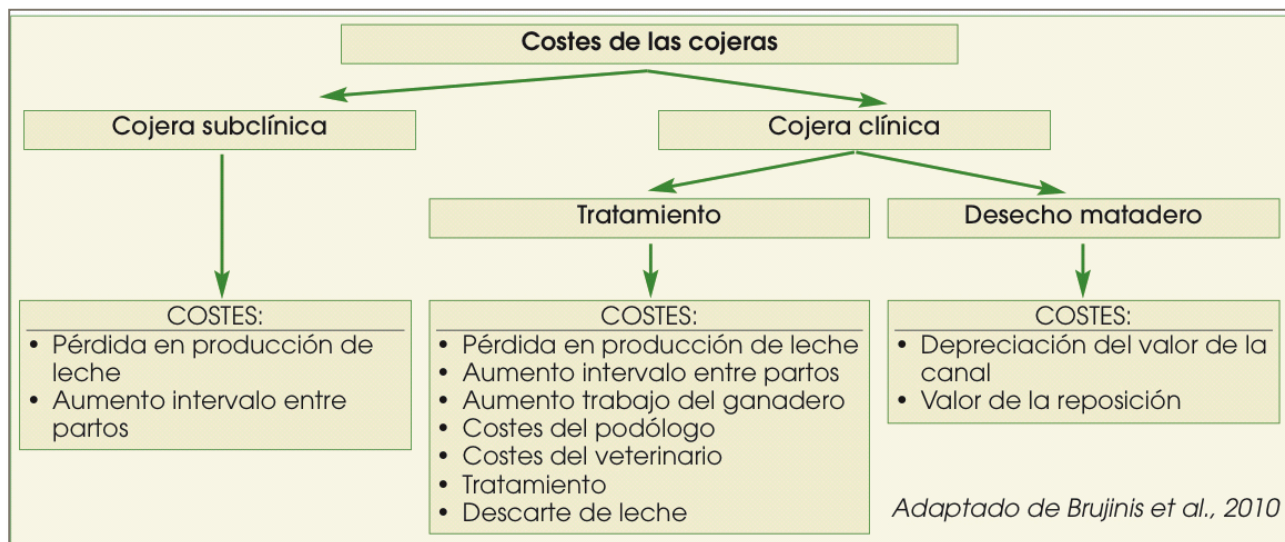 Costes de las cojeras
Cojera subclínica
Cojera clínica
Tratamiento
Desecho matadero
COSTES:
• Pérdida en producción de
leche
• Aumento intervalo entre
partos
COSTES:
• Pérdida en producción de leche
• Aumento intervalo entre partos
• Aumento trabajo del ganadero
• Costes del podólogo
• Costes del veterinario
• Tratamiento
• Descarte de leche
COSTES:
• Depreciación del valor de la
canal
• Valor de la reposición
Adaptado de Brujinis et al., 2010